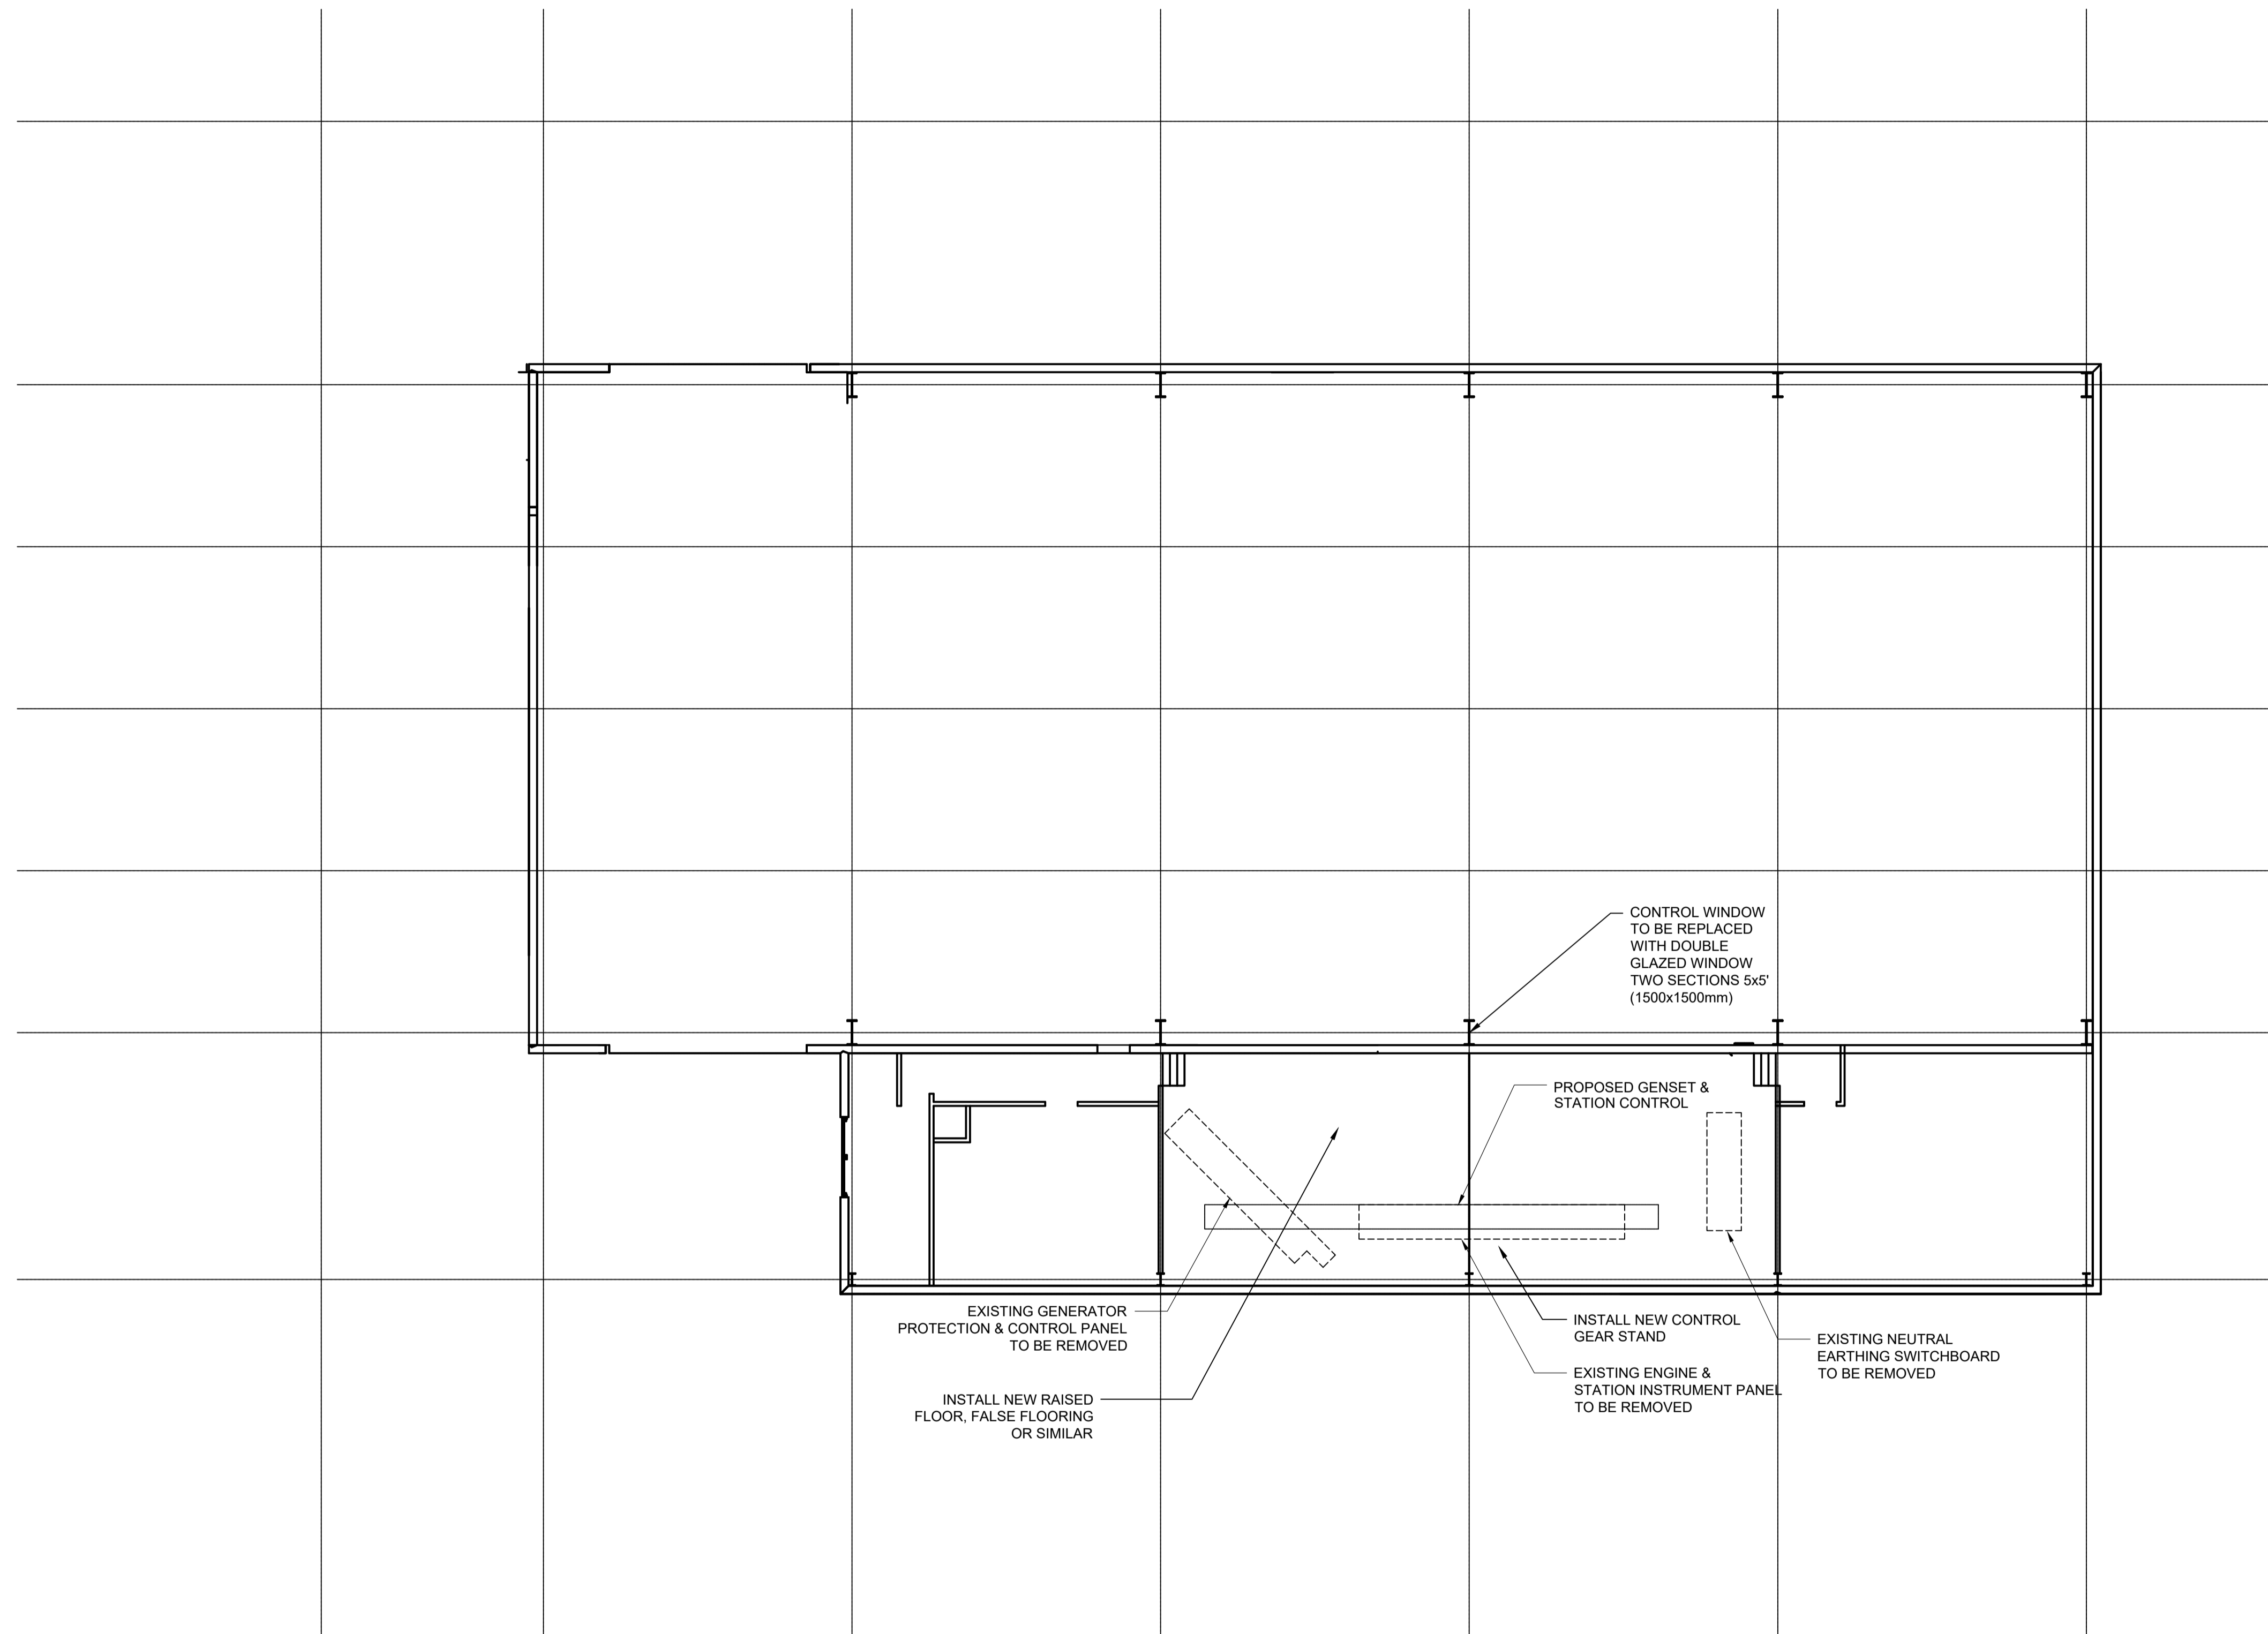 CONTROL WINDOW
TO BE REPLACED
WITH DOUBLE
GLAZED WINDOW
TWO SECTIONS 5x5'
(1500x1500mm)
PROPOSED GENSET &
STATION CONTROL
EXISTING GENERATOR
PROTECTION & CONTROL PANEL
TO BE REMOVED
INSTALL NEW RAISED
FLOOR, FALSE FLOORING
OR SIMILAR
INSTALL NEW CONTROL
GEAR STAND
EXISTING ENGINE &
STATION INSTRUMENT PANEL
TO BE REMOVED
EXISTING NEUTRAL
EARTHING SWITCHBOARD
TO BE REMOVED